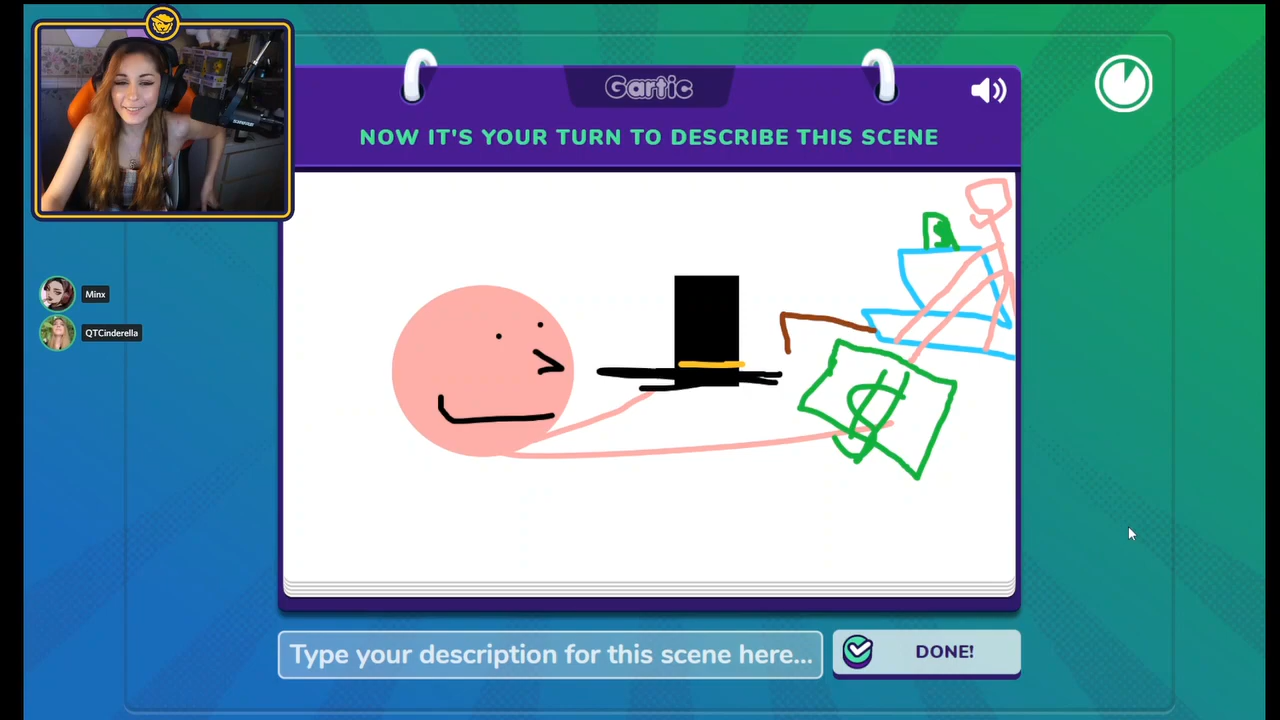 Gartic
NOW IT'S YOUR TURN TO DESCRIBE THIS SCENE
Minx
QTCinderella
$
Type your description for this scene here...
DONE!